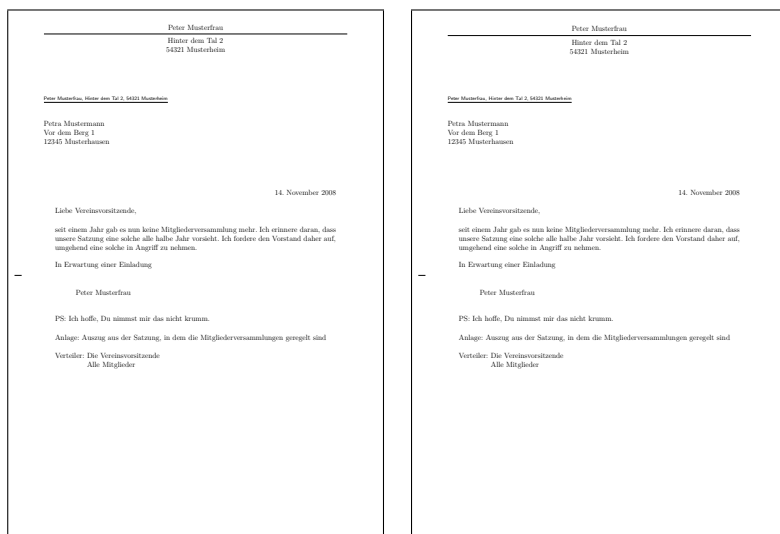 Peter Musterfrau
Hinter dem Tal 2
54321 Musterheim
Peter Musterfrau, Hinter dem Tal 2, 54321 Musterheim
Petra Mustermann
Vor dem Berg 1
12345 Musterhausen
14. November 2008
Liebe Vereinsvorsitzende,
seit einem Jahr gab es nun keine Mitgliederversammlung mehr. Ich erinnere daran, dass
unsere Satzung eine solche alle halbe Jahr vorsieht. Ich fordere den Vorstand daher auf,
umgehend eine solche in Angriff zu nehmen.
In Erwartung einer Einladung
Peter Musterfrau
PS: Ich hoffe, Du nimmst mir das nicht krumm.
Anlage: Auszug aus der Satzung, in dem die Mitgliederversammlungen geregelt sind
Verteiler: Die Vereinsvorsitzende
Alle Mitglieder
Peter Musterfrau
Hinter dem Tal 2
54321 Musterheim
Peter Musterfrau, Hinter dem Tal 2, 54321 Musterheim
Petra Mustermann
Vor dem Berg 1
12345 Musterhausen
14. November 2008
Liebe Vereinsvorsitzende,
seit einem Jahr gab es nun keine Mitgliederversammlung mehr. Ich erinnere daran, dass
unsere Satzung eine solche alle halbe Jahr vorsieht. Ich fordere den Vorstand daher auf,
umgehend eine solche in Angriff zu nehmen.
In Erwartung einer Einladung
Peter Musterfrau
PS: Ich hoffe, Du nimmst mir das nicht krumm.
Anlage: Auszug aus der Satzung, in dem die Mitgliederversammlungen geregelt sind
Verteiler: Die Vereinsvorsitzende
Alle Mitglieder